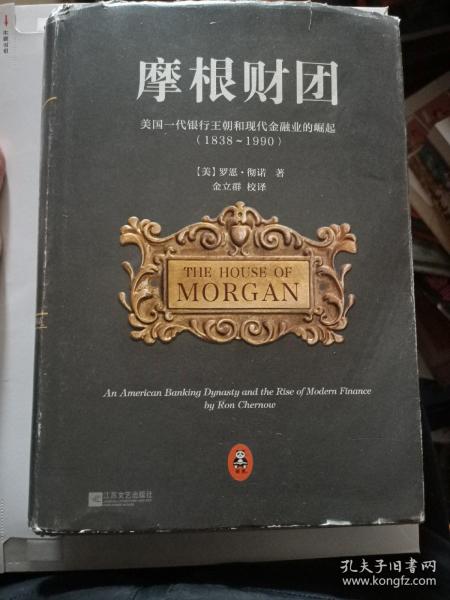 摩根财团
美国一代银行王朝和现代金融业的崛起
(1838~1990)
【美】罗恩·彻诺 著
金立群 校译
THE HOUSE OF
MORGAN
An American Banking Dynasty and the Rise of Modern Finance
by Ron Chernow
江苏文艺出版社
孔夫子旧书网
www.kongfz.com